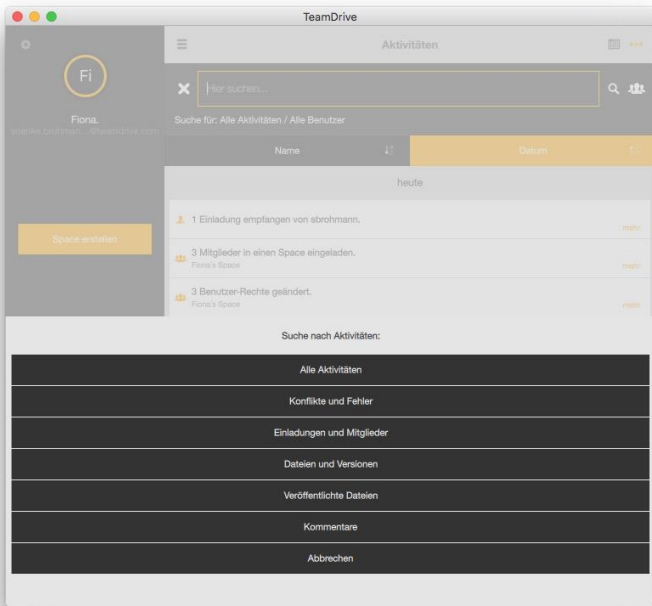 TeamDrive
Aktivitäten
Fi
Fiona.
Hier suchen...
Suche für: Alle Aktivitäten / Alle Benutzer
Name
Datum
heute
1 Einladung empfangen von sbrohmann.
mehr
Space erstellen
3 Mitglieder in einen Space eingeladen.
Fiona's Space
mehr
3 Benutzer-Rechte geändert.
Fiona's Space
mehr
Suche nach Aktivitäten:
Alle Aktivitäten
Konflikte und Fehler
Einladungen und Mitglieder
Dateien und Versionen
Veröffentlichte Dateien
Kommentare
Abbrechen